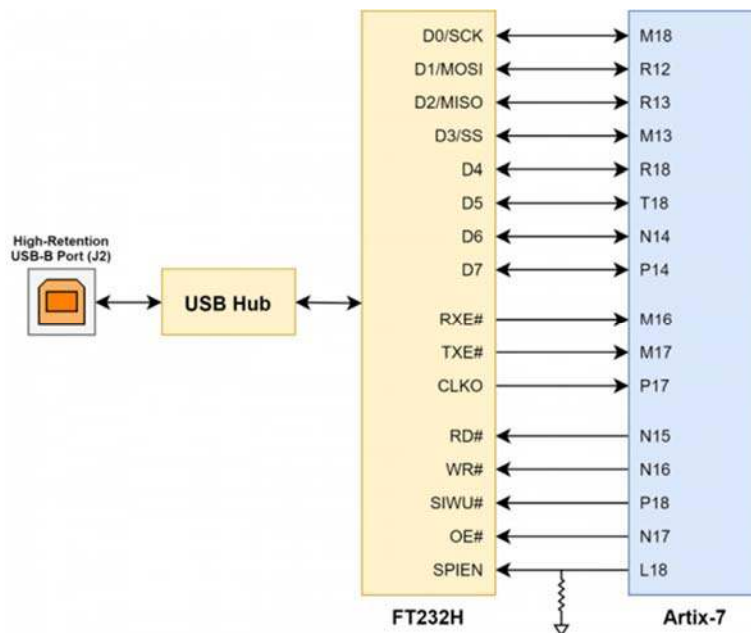 D0/SCK M18
D1/MOSI R12
D2/MISO R13
D3/SS M13
D4 R18
D5 T18
D6 N14
D7 P14
High-Retention
USB-B Port (J2)
USB Hub
RXE# M16
TXE# M17
CLKO P17
RD# N15
WR# N16
SIWU# P18
OE# N17
SPIEN L18
FT232H Artix-7